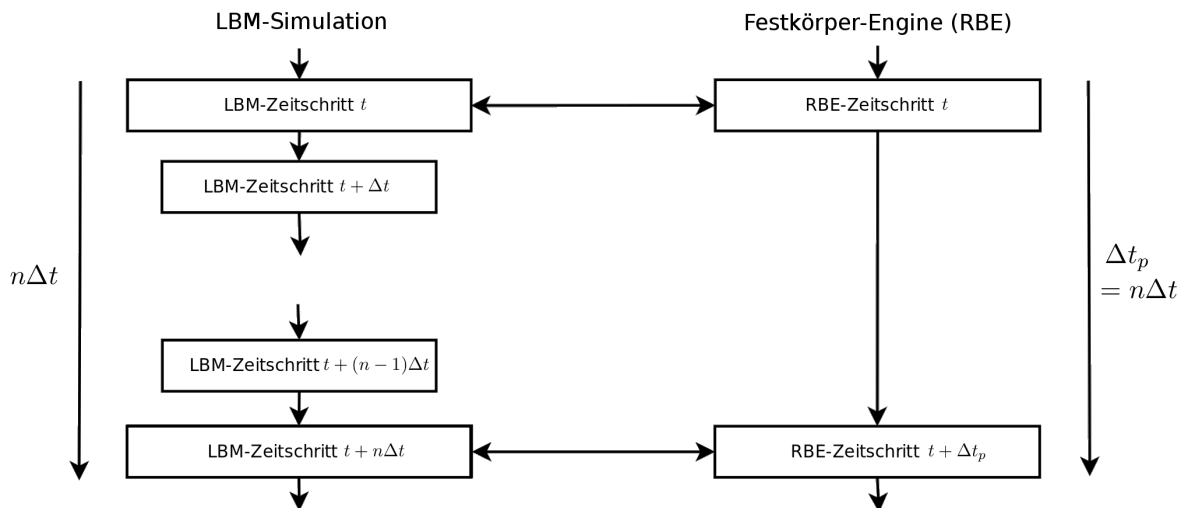 LBM-Simulation
Festkörper-Engine (RBE)
LBM-Zeitschritt t
RBE-Zeitschritt t
LBM-Zeitschritt t + Δt
nΔt
Δt_p
= nΔt
LBM-Zeitschritt t + (n − 1)Δt
LBM-Zeitschritt t + nΔt
RBE-Zeitschritt t + Δt_p